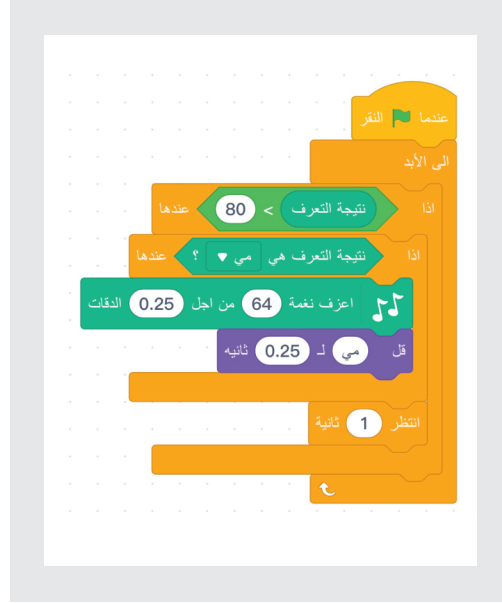 عندما النقر
الى الأبد
اذا نتيجة التعرف > 80 عندها
اذا نتيجة التعرف هي مي ؟ عندها
اعزف نغمة 64 من اجل 0.25 الدقات
قل مي لـ 0.25 ثانيه
انتظر 1 ثانية